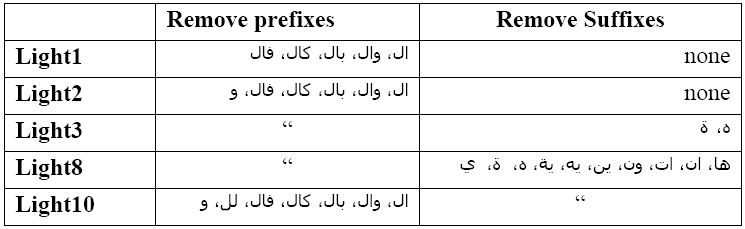 Remove prefixes Remove Suffixes
Light1 ال، وال، بال، كال، فال none
Light2 ال، وال، بال، كال، فال، و none
Light3 “ ه، ة
Light8 “ ها، ان، ات، ون، ين، يه، ية، ه، ة، ي
Light10 ال، وال، بال، كال، فال، لل، و “